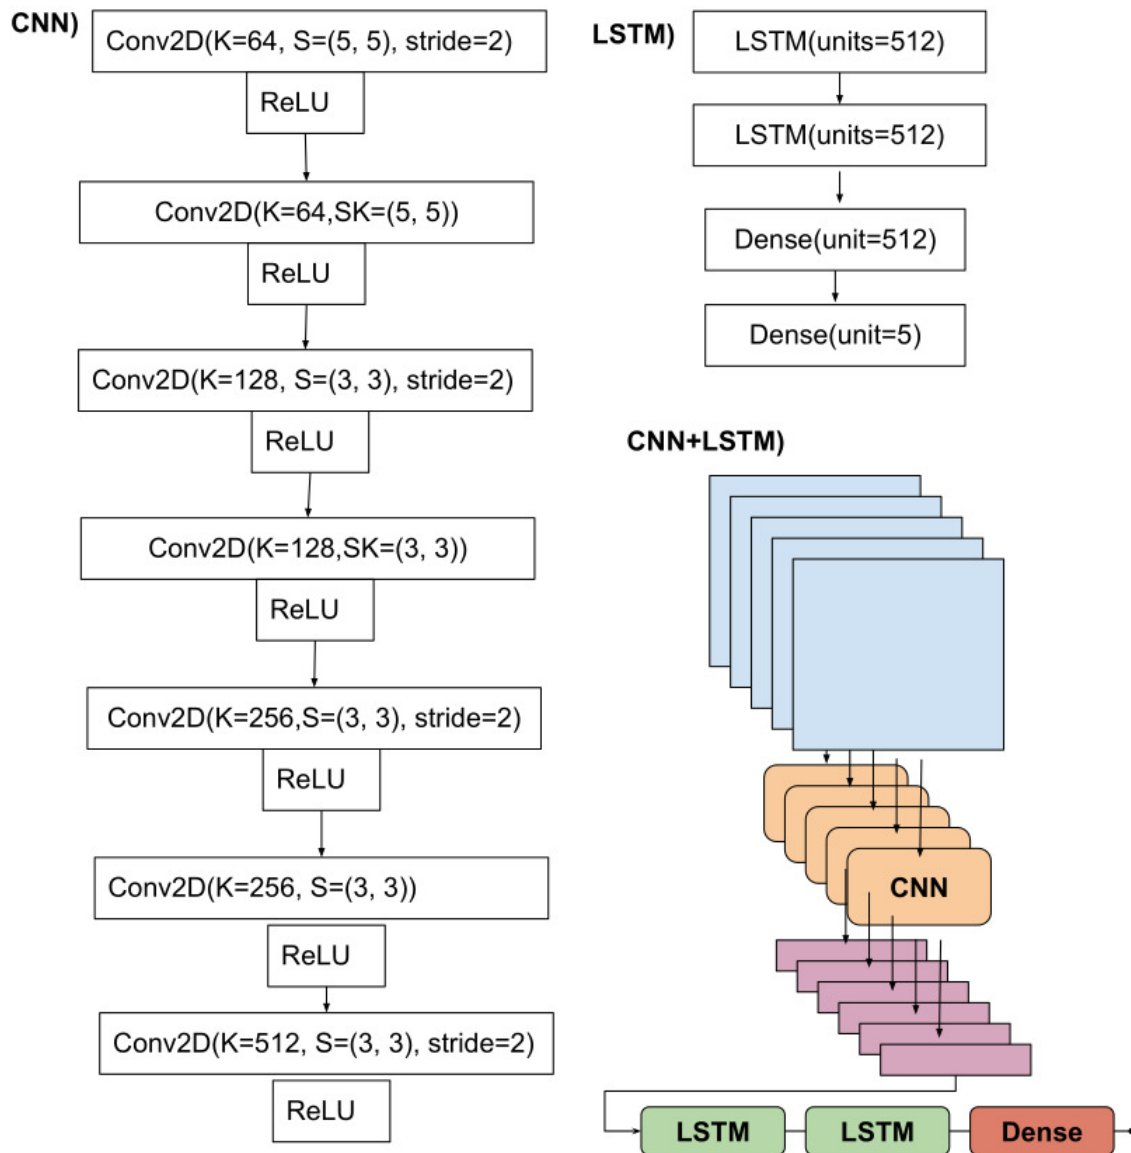 CNN)
Conv2D(K=64, S=(5, 5), stride=2)
ReLU
Conv2D(K=64,SK=(5, 5))
ReLU
Conv2D(K=128, S=(3, 3), stride=2)
ReLU
Conv2D(K=128,SK=(3, 3))
ReLU
Conv2D(K=256,S=(3, 3), stride=2)
ReLU
Conv2D(K=256, S=(3, 3))
ReLU
Conv2D(K=512, S=(3, 3), stride=2)
ReLU
LSTM)
LSTM(units=512)
LSTM(units=512)
Dense(unit=512)
Dense(unit=5)
CNN+LSTM)
CNN
LSTM
LSTM
Dense